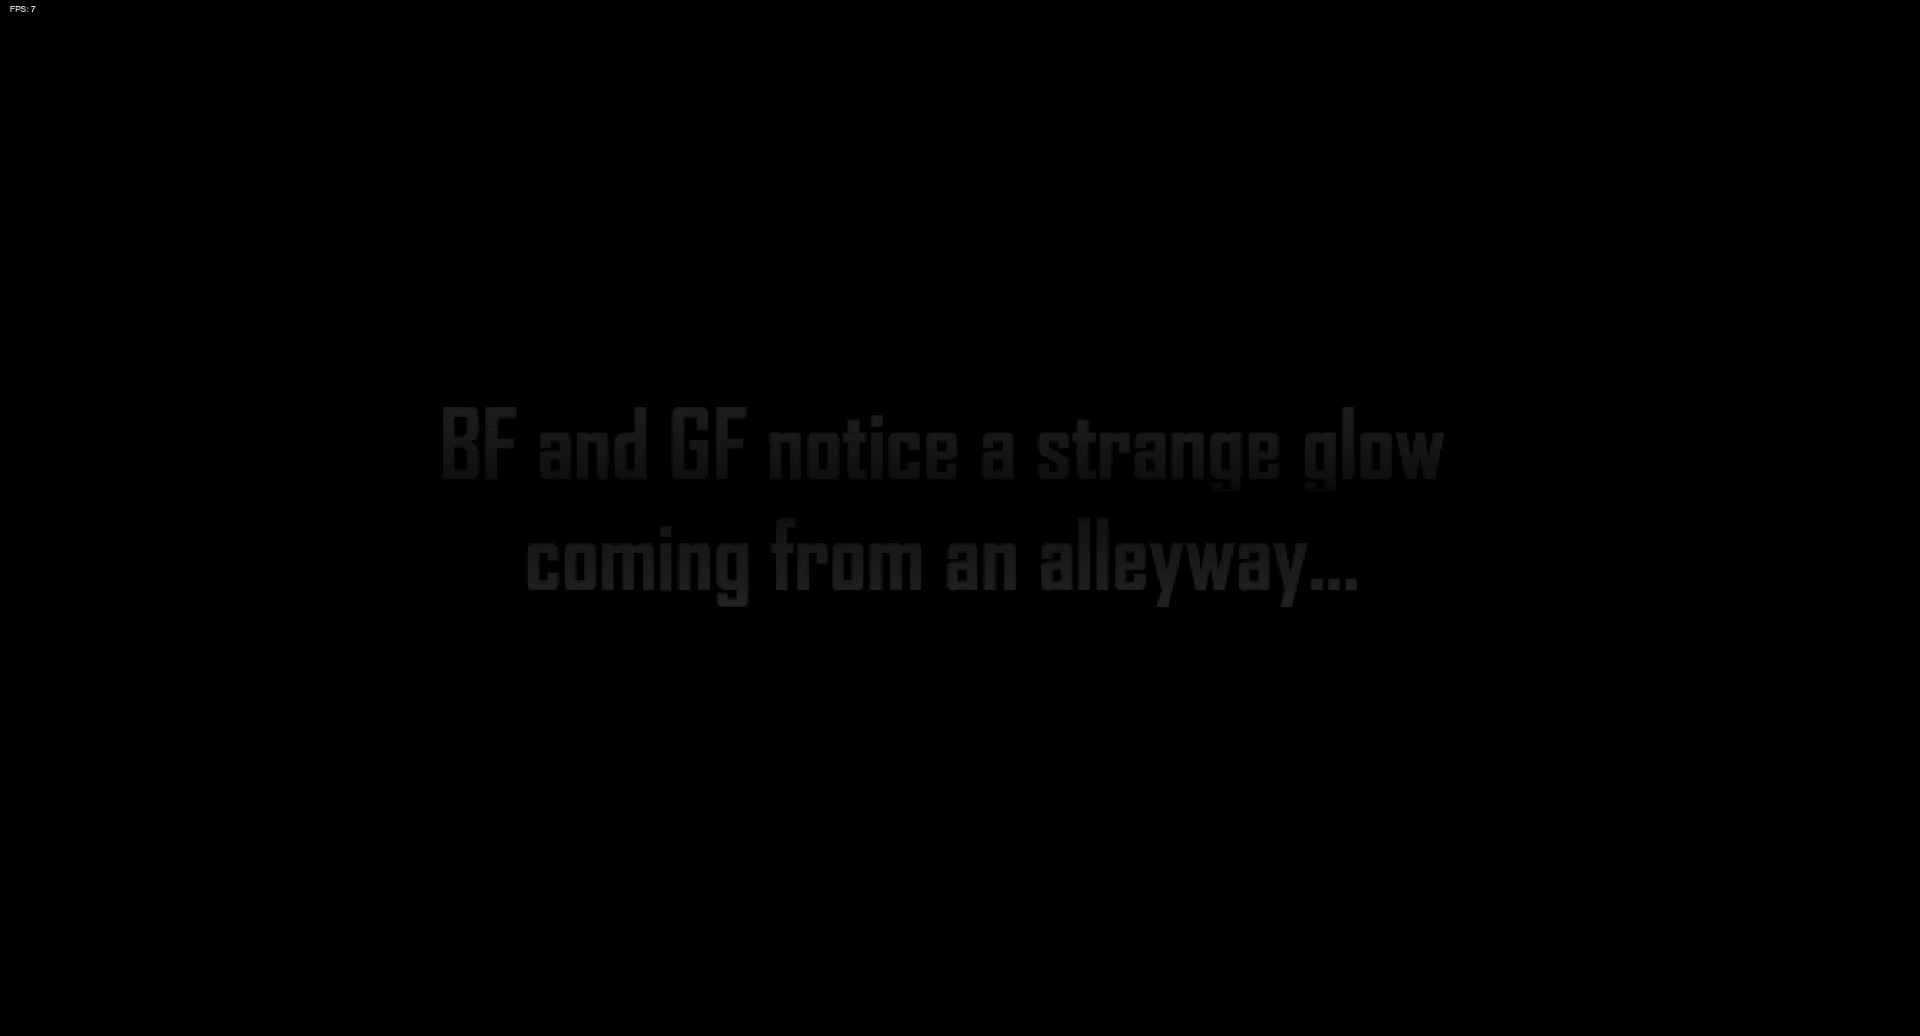 FPS: 7
BF and GF notice a strange glow
coming from an alleyway...